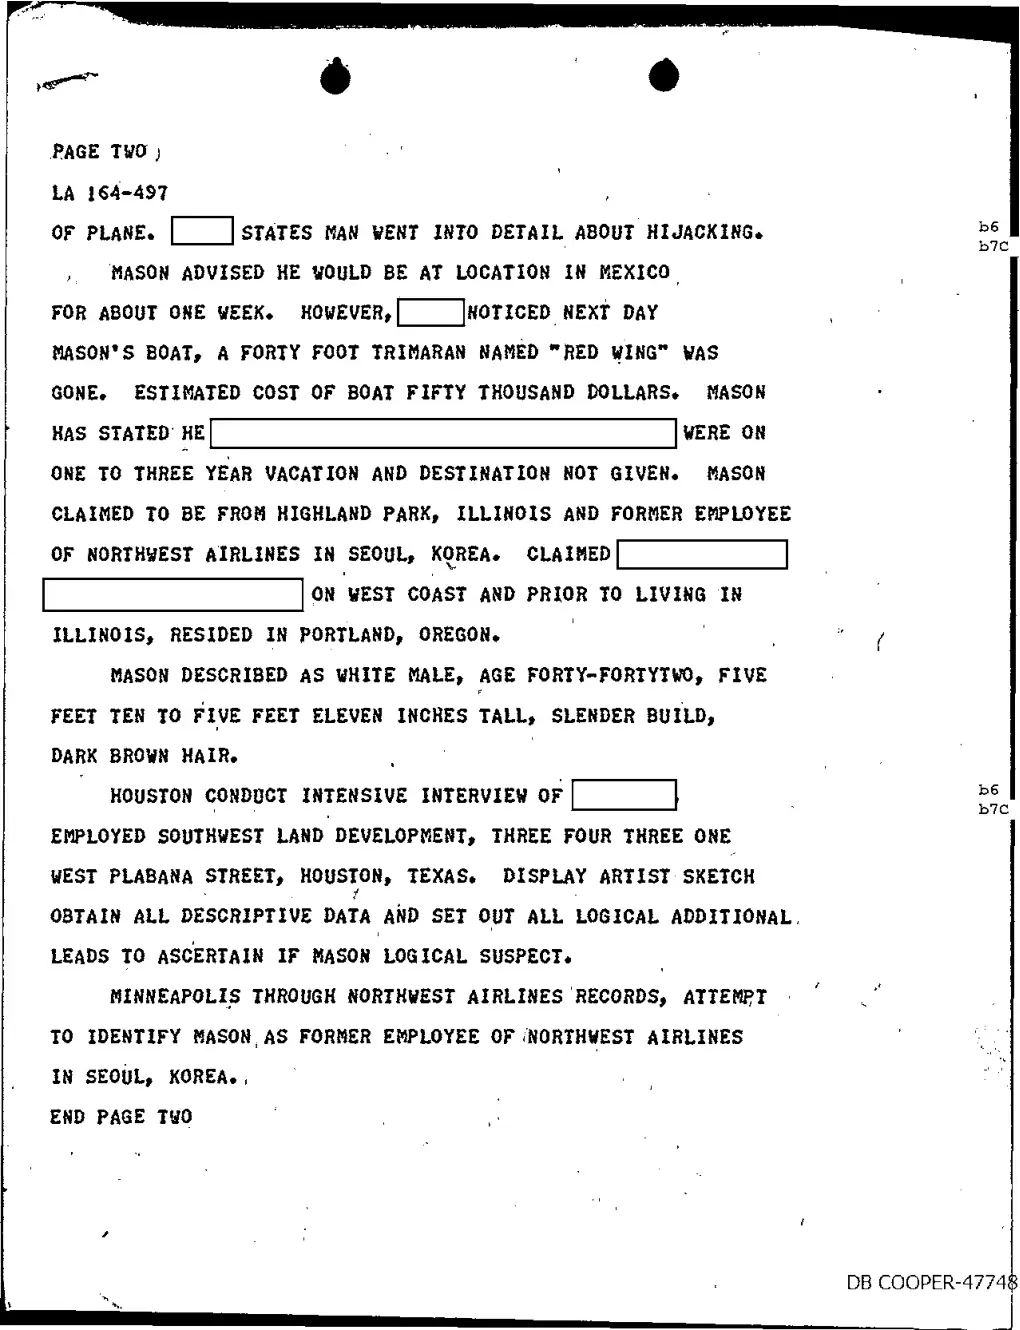 PAGE TWO
LA 164-497
OF PLANE. STATES MAN WENT INTO DETAIL ABOUT HIJACKING.
b6
b7C
MASON ADVISED HE WOULD BE AT LOCATION IN MEXICO
FOR ABOUT ONE WEEK. HOWEVER, NOTICED NEXT DAY
MASON'S BOAT, A FORTY FOOT TRIMARAN NAMED "RED WING" WAS
GONE. ESTIMATED COST OF BOAT FIFTY THOUSAND DOLLARS. MASON
HAS STATED HE WERE ON
ONE TO THREE YEAR VACATION AND DESTINATION NOT GIVEN. MASON
CLAIMED TO BE FROM HIGHLAND PARK, ILLINOIS AND FORMER EMPLOYEE
OF NORTHWEST AIRLINES IN SEOUL, KOREA. CLAIMED
ON WEST COAST AND PRIOR TO LIVING IN
ILLINOIS, RESIDED IN PORTLAND, OREGON.
MASON DESCRIBED AS WHITE MALE, AGE FORTY-FORTYTWO, FIVE
FEET TEN TO FIVE FEET ELEVEN INCHES TALL, SLENDER BUILD,
DARK BROWN HAIR.
HOUSTON CONDUCT INTENSIVE INTERVIEW OF ,
b6
b7C
EMPLOYED SOUTHWEST LAND DEVELOPMENT, THREE FOUR THREE ONE
WEST PLABANA STREET, HOUSTON, TEXAS. DISPLAY ARTIST SKETCH
OBTAIN ALL DESCRIPTIVE DATA AND SET OUT ALL LOGICAL ADDITIONAL
LEADS TO ASCERTAIN IF MASON LOGICAL SUSPECT.
MINNEAPOLIS THROUGH NORTHWEST AIRLINES RECORDS, ATTEMPT
TO IDENTIFY MASON AS FORMER EMPLOYEE OF NORTHWEST AIRLINES
IN SEOUL, KOREA.
END PAGE TWO
DB COOPER-47748